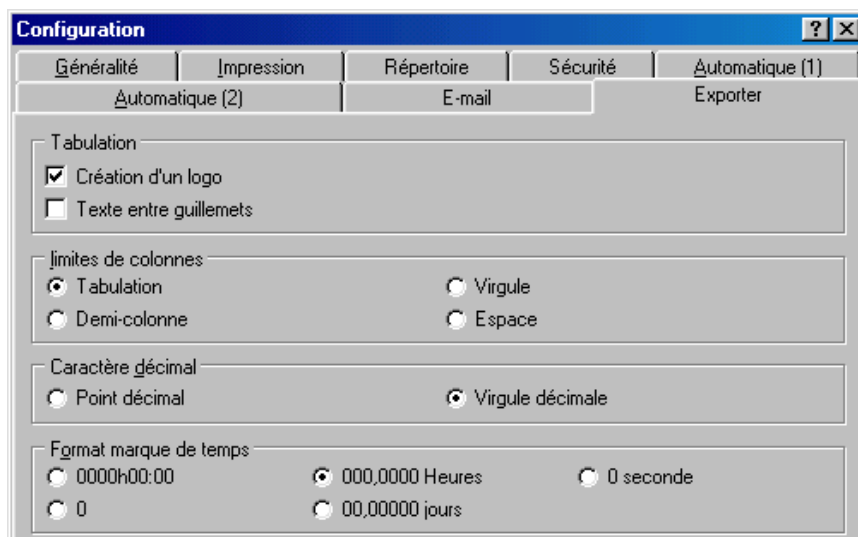 Configuration
Généralité Impression Répertoire Sécurité Automatique (1)
Automatique (2) E-mail Exporter
Tabulation
Création d'un logo
Texte entre guillemets
limites de colonnes
Tabulation Virgule
Demi-colonne Espace
Caractère décimal
Point décimal Virgule décimale
Format marque de temps
0000h00:00 000,0000 Heures 0 seconde
0 00,00000 jours